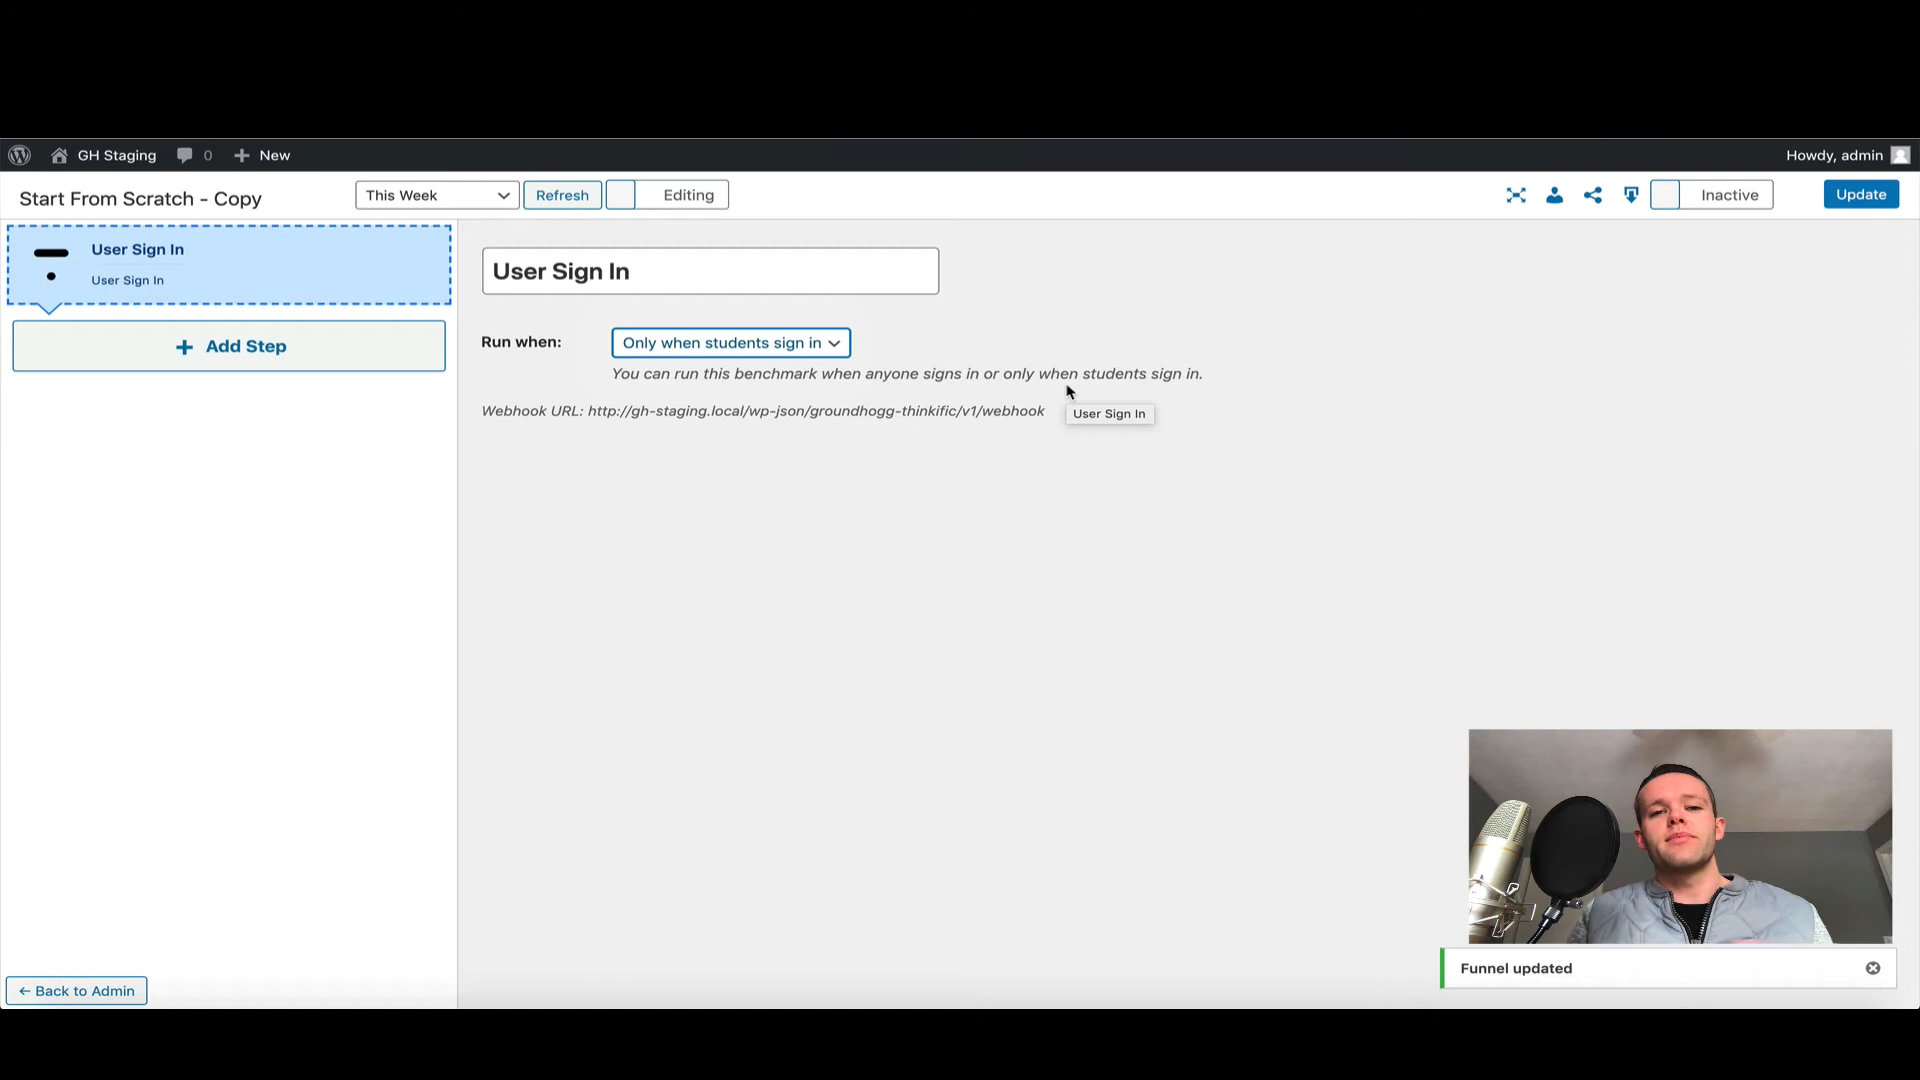 GH Staging 0 New Howdy, admin
Start From Scratch - Copy This Week Refresh Editing Inactive Update
User Sign In
User Sign In
Add Step
User Sign In
Run when: Only when students sign in
You can run this benchmark when anyone signs in or only when students sign in.
Webhook URL: http://gh-staging.local/wp-json/groundhogg-thinkific/v1/webhook
User Sign In
Funnel updated
← Back to Admin